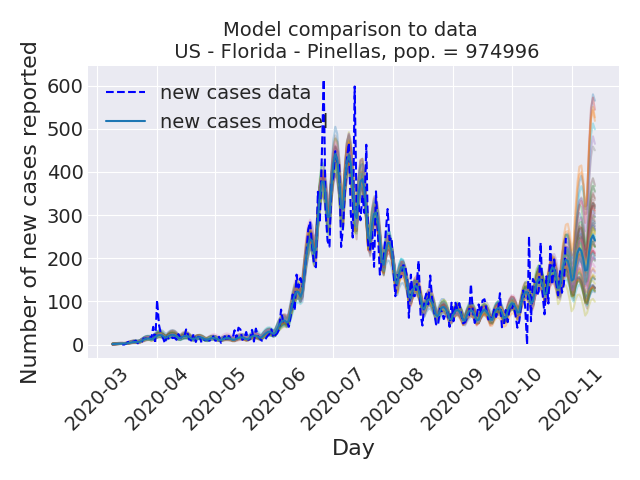 Model comparison to data
US - Florida - Pinellas, pop. = 974996
new cases data
new cases model
Number of new cases reported
600
500
400
300
200
100
0
2020-03
2020-04
2020-05
2020-06
2020-07
2020-08
2020-09
2020-10
2020-11
Day